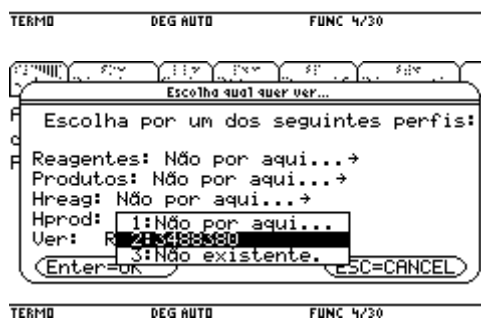 TERMO DEG AUTO FUNC 4/30
Escolha qual quer ver...
Escolha por um dos seguintes perfis:
Reagentes: Não por aqui...→
Produtos: Não por aqui...→
Hreag: Não por aqui...→
Hprod:
1:Não por aqui...
Ver: R
2:3488380
3:Não existente.
Enter=OK ESC=CANCEL
TERMO DEG AUTO FUNC 4/30